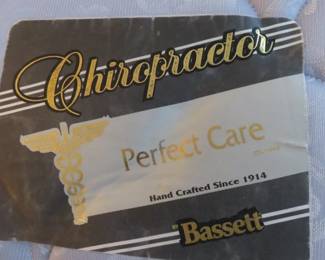 Chiropractor
Perfect Care
Hand Crafted Since 1914
Bassett